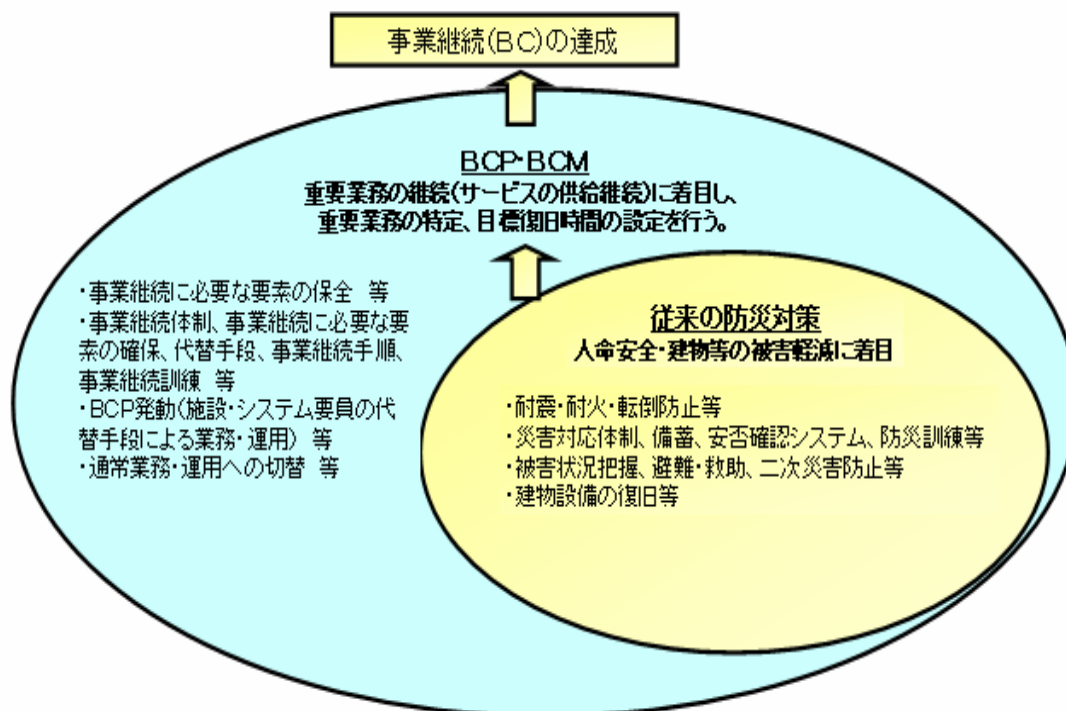 事業継続(BC)の達成
BCP・BCM
重要業務の継続(サービスの供給継続)に着目し、
重要業務の特定、目標復旧時間の設定を行う。
・事業継続に必要な要素の保全 等
・事業継続体制、事業継続に必要な要
素の確保、代替手段、事業継続手順、
事業継続訓練 等
・BCP発動(施設・システム要員の代
替手段による業務・運用) 等
・通常業務・運用への切替 等
従来の防災対策
人命安全・建物等の被害軽減に着目
・耐震・耐火・転倒防止等
・災害対応体制、備蓄、安否確認システム、防災訓練等
・被害状況把握、避難・救助、二次災害防止等
・建物設備の復旧等